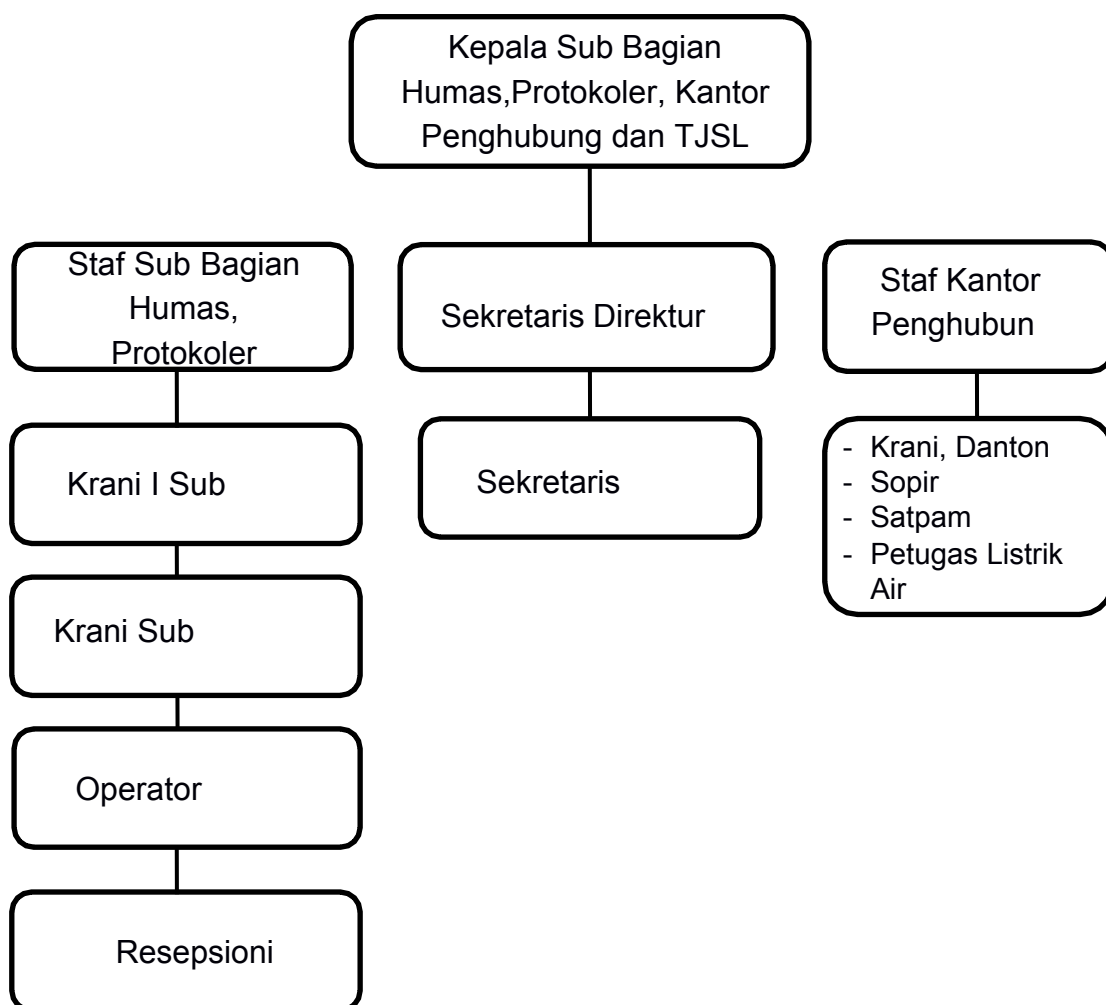 Kepala Sub Bagian
Humas,Protokoler, Kantor
Penghubung dan TJSL
Staf Sub Bagian
Humas,
Protokoler
Sekretaris Direktur
Staf Kantor
Penghubun
Krani I Sub
Sekretaris
- Krani, Danton
- Sopir
- Satpam
- Petugas Listrik
Air
Krani Sub
Operator
Resepsioni